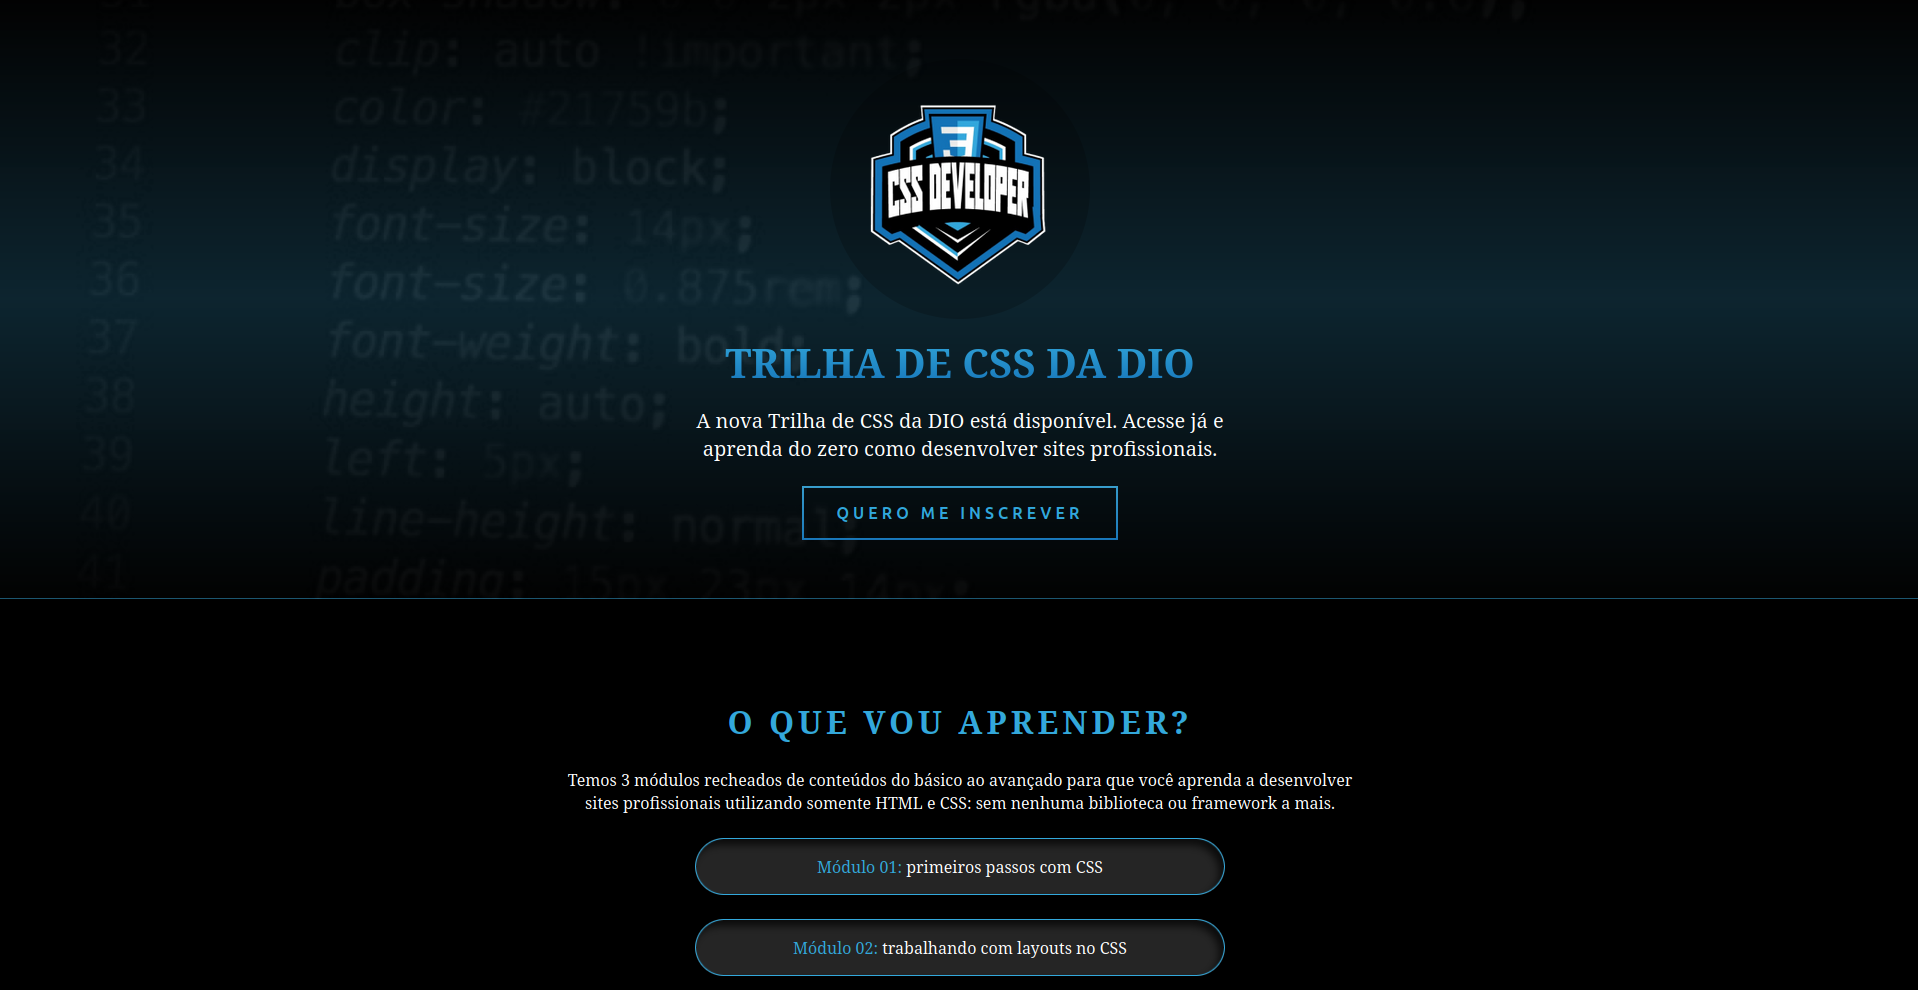 32 clip: auto !important;
33 color: #21759b;
34 display: block;
35 font-size: 14px;
36 font-size: 0.875rem;
37 font-weight: bold;
38 height: auto;
39 left: 5px;
40 line-height: normal;
41 padding: 15px 23px 14px;
3
CSS DEVELOPER
TRILHA DE CSS DA DIO
A nova Trilha de CSS da DIO está disponível. Acesse já e
aprenda do zero como desenvolver sites profissionais.
QUERO ME INSCREVER
O QUE VOU APRENDER?
Temos 3 módulos recheados de conteúdos do básico ao avançado para que você aprenda a desenvolver
sites profissionais utilizando somente HTML e CSS: sem nenhuma biblioteca ou framework a mais.
Módulo 01: primeiros passos com CSS
Módulo 02: trabalhando com layouts no CSS